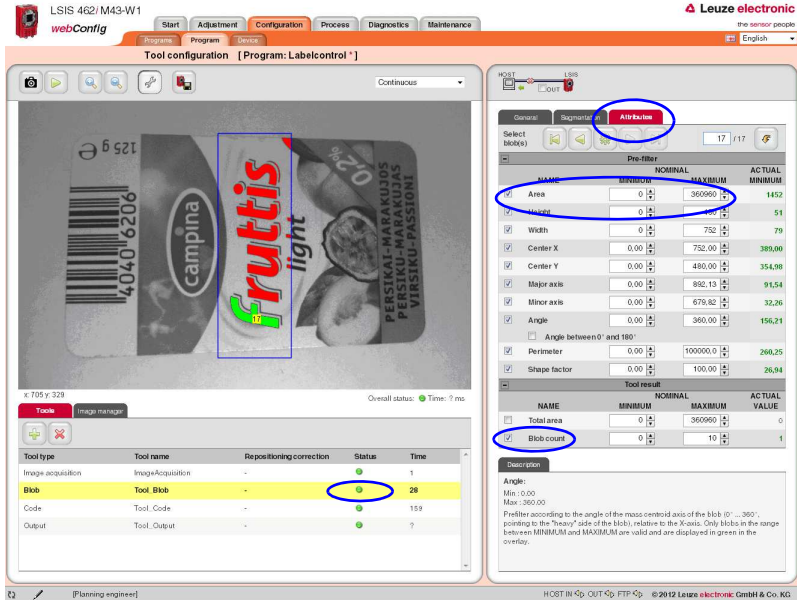 LSIS 462i M43-W1
webConfig
Start Adjustment Configuration Process Diagnostics Maintenance
Leuze electronic
the sensor people
Programs Program Device
English
Tool configuration [ Program: Labelcontrol * ]
Continuous
HOST LSIS
OUT
125 g e
4040 6206
campina
fruttis
light
0,2%
PERSIKAI-MARAKUJOS
PERSIKU-MARAKUJAS
VIRSIKU-PASSIONI
17
x: 705 y: 329
Overall status: Time: ? ms
Tools Image manager
Tool type Tool name Repositioning correction Status Time
Image acquisition ImageAcquisition - 1
Blob Tool_Blob - 28
Code Tool_Code - 159
Output Tool_Output - ?
General Segmentation Attributes
Select blob(s) 17 / 17
Pre-filter
NOMINAL ACTUAL
NAME MINIMUM MAXIMUM MINIMUM
Area 0 360960 1452
Height 0 51
Width 0 752 79
Center X 0,00 752,00 389,00
Center Y 0,00 480,00 354,98
Major axis 0,00 892,13 91,54
Minor axis 0,00 679,82 32,26
Angle 0,00 360,00 156,21
Angle between 0° and 180°
Perimeter 0,00 100000,0 260,25
Shape factor 0,00 100,00 26,94
Tool result
NOMINAL ACTUAL
NAME MINIMUM MAXIMUM VALUE
Total area 0 360960 0
Blob count 0 10 1
Description
Angle:
Min : 0.00
Max : 360.00
Prefilter according to the angle of the mass centroid axis of the blob (0° ... 360°,
pointing to the "heavy" side of the blob), relative to the X-axis. Only blobs in the range
between MINIMUM and MAXIMUM are valid and are displayed in green in the
overlay.
[Planning engineer]
HOST IN OUT FTP © 2012 Leuze electronic GmbH & Co. KG